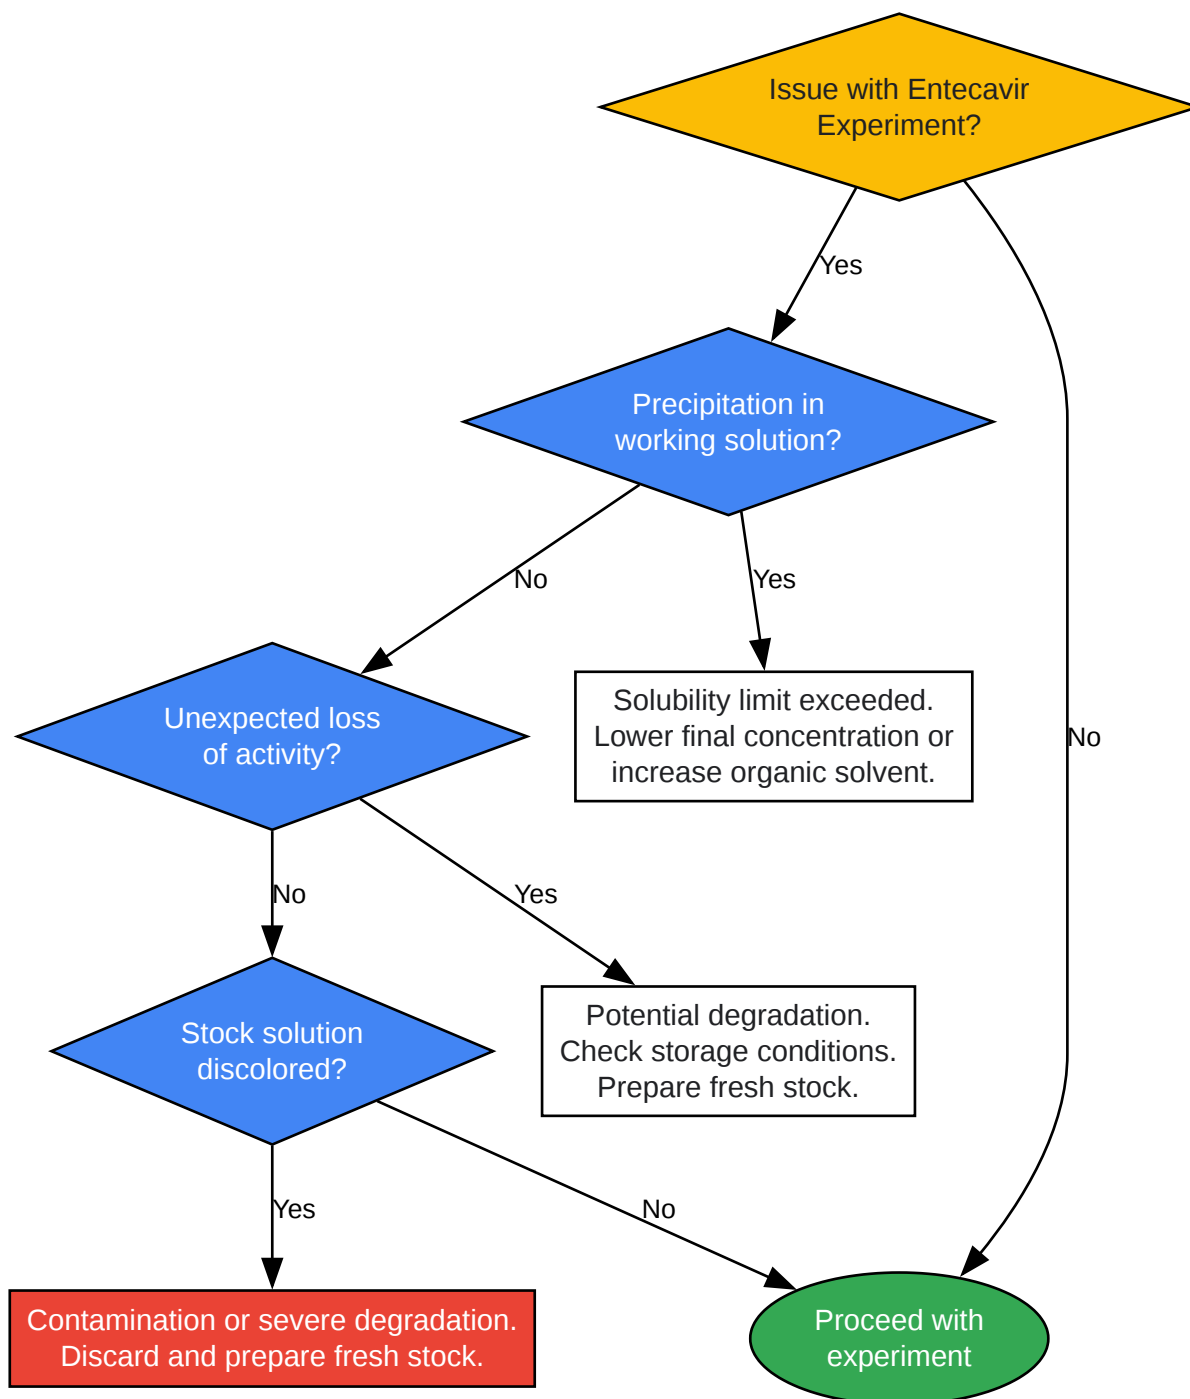 Issue with Entecavir
Experiment?
Yes
Precipitation in
working solution?
No
Yes
Unexpected loss
of activity?
Solubility limit exceeded.
Lower final concentration or
increase organic solvent.
No
No
Yes
Stock solution
discolored?
Potential degradation.
Check storage conditions.
Prepare fresh stock.
Yes
No
Contamination or severe degradation.
Discard and prepare fresh stock.
Proceed with
experiment